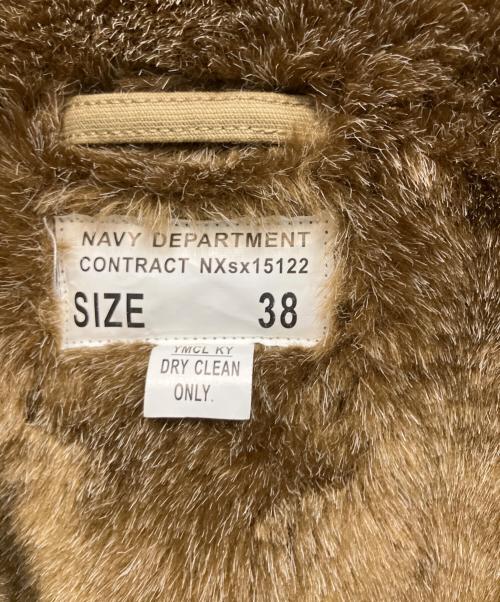 NAVY DEPARTMENT
CONTRACT NXsx15122
SIZE 38
YMCL KY
DRY CLEAN
ONLY.